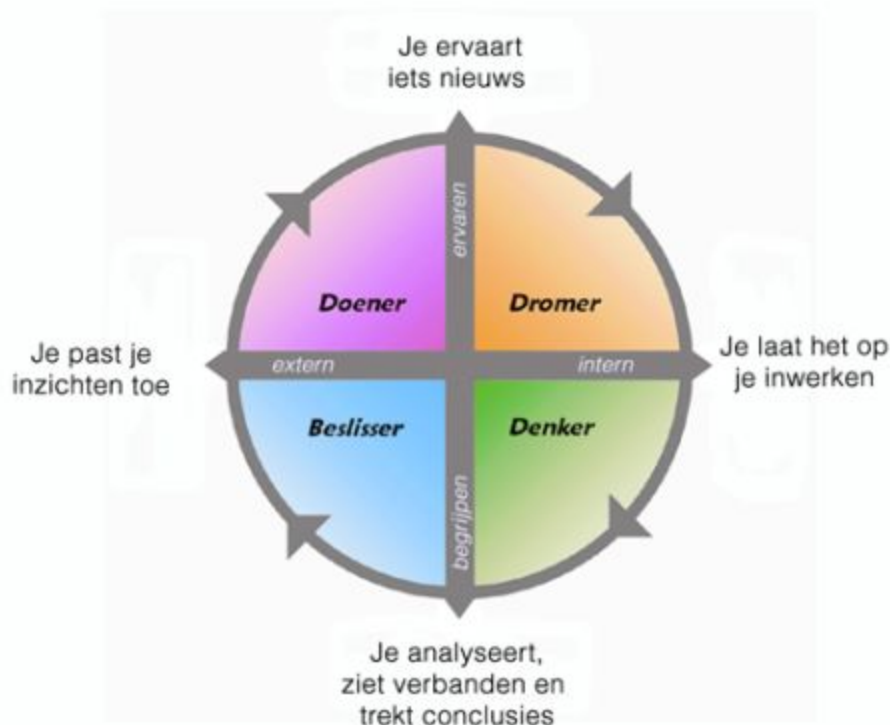 Je ervaart
iets nieuws
ervaren
Doener
Dromer
Je past je
inzichten toe
extern
intern
Je laat het op
je inwerken
Beslisser
Denker
begrijpen
Je analyseert,
ziet verbanden en
trekt conclusies